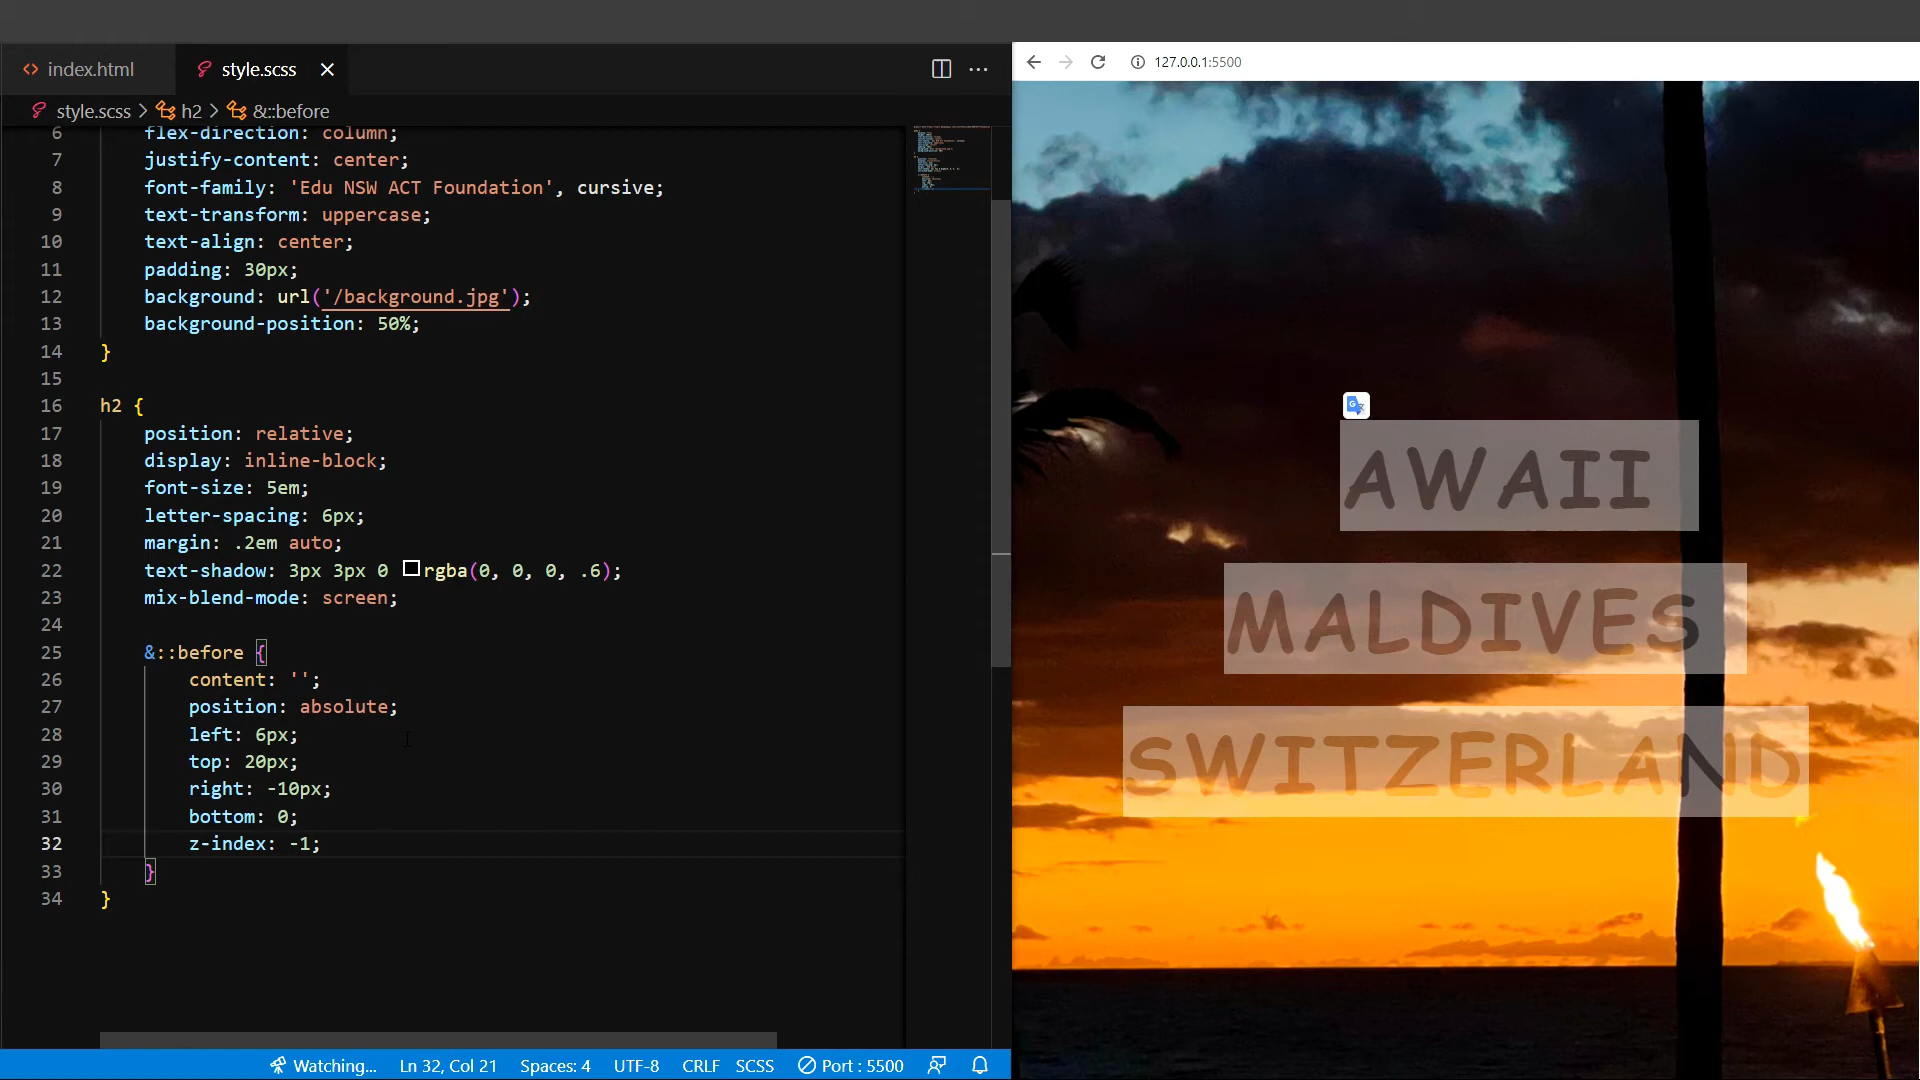 index.html
style.scss
style.scss > h2 > &::before
6 flex-direction: column;
7 justify-content: center;
8 font-family: 'Edu NSW ACT Foundation', cursive;
9 text-transform: uppercase;
10 text-align: center;
11 padding: 30px;
12 background: url('/background.jpg');
13 background-position: 50%;
14 }
15
16 h2 {
17 position: relative;
18 display: inline-block;
19 font-size: 5em;
20 letter-spacing: 6px;
21 margin: .2em auto;
22 text-shadow: 3px 3px 0 rgba(0, 0, 0, .6);
23 mix-blend-mode: screen;
24
25 &::before {
26 content: '';
27 position: absolute;
28 left: 6px;
29 top: 20px;
30 right: -10px;
31 bottom: 0;
32 z-index: -1;
33 }
34 }
Watching... Ln 32, Col 21 Spaces: 4 UTF-8 CRLF SCSS Port : 5500
127.0.0.1:5500
AWAII
MALDIVES
SWITZERLAND